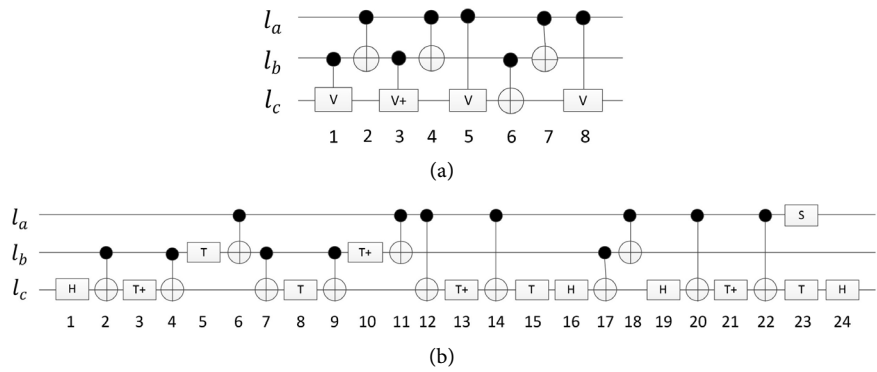 l_a
l_b
l_c
V V+ V V
1 2 3 4 5 6 7 8
(a)
l_a S
l_b T T+
l_c H T+ T T+ T H H T+ T H
1 2 3 4 5 6 7 8 9 10 11 12 13 14 15 16 17 18 19 20 21 22 23 24
(b)